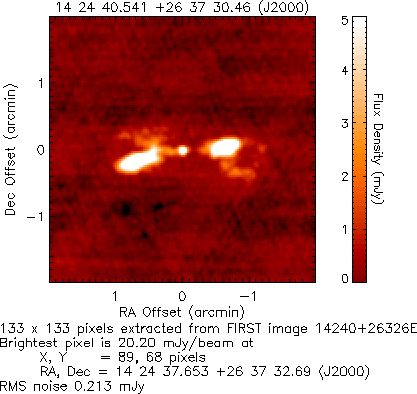 14 24 40.541 +26 37 30.46 (J2000)
Dec Offset (arcmin)
1
0
−1
1 0 −1
RA Offset (arcmin)
5
4
3
2
1
0
Flux Density (mJy)
133 x 133 pixels extracted from FIRST image 14240+26326E
Brightest pixel is 20.20 mJy/beam at
X, Y = 89, 68 pixels
RA, Dec = 14 24 37.653 +26 37 32.69 (J2000)
RMS noise 0.213 mJy